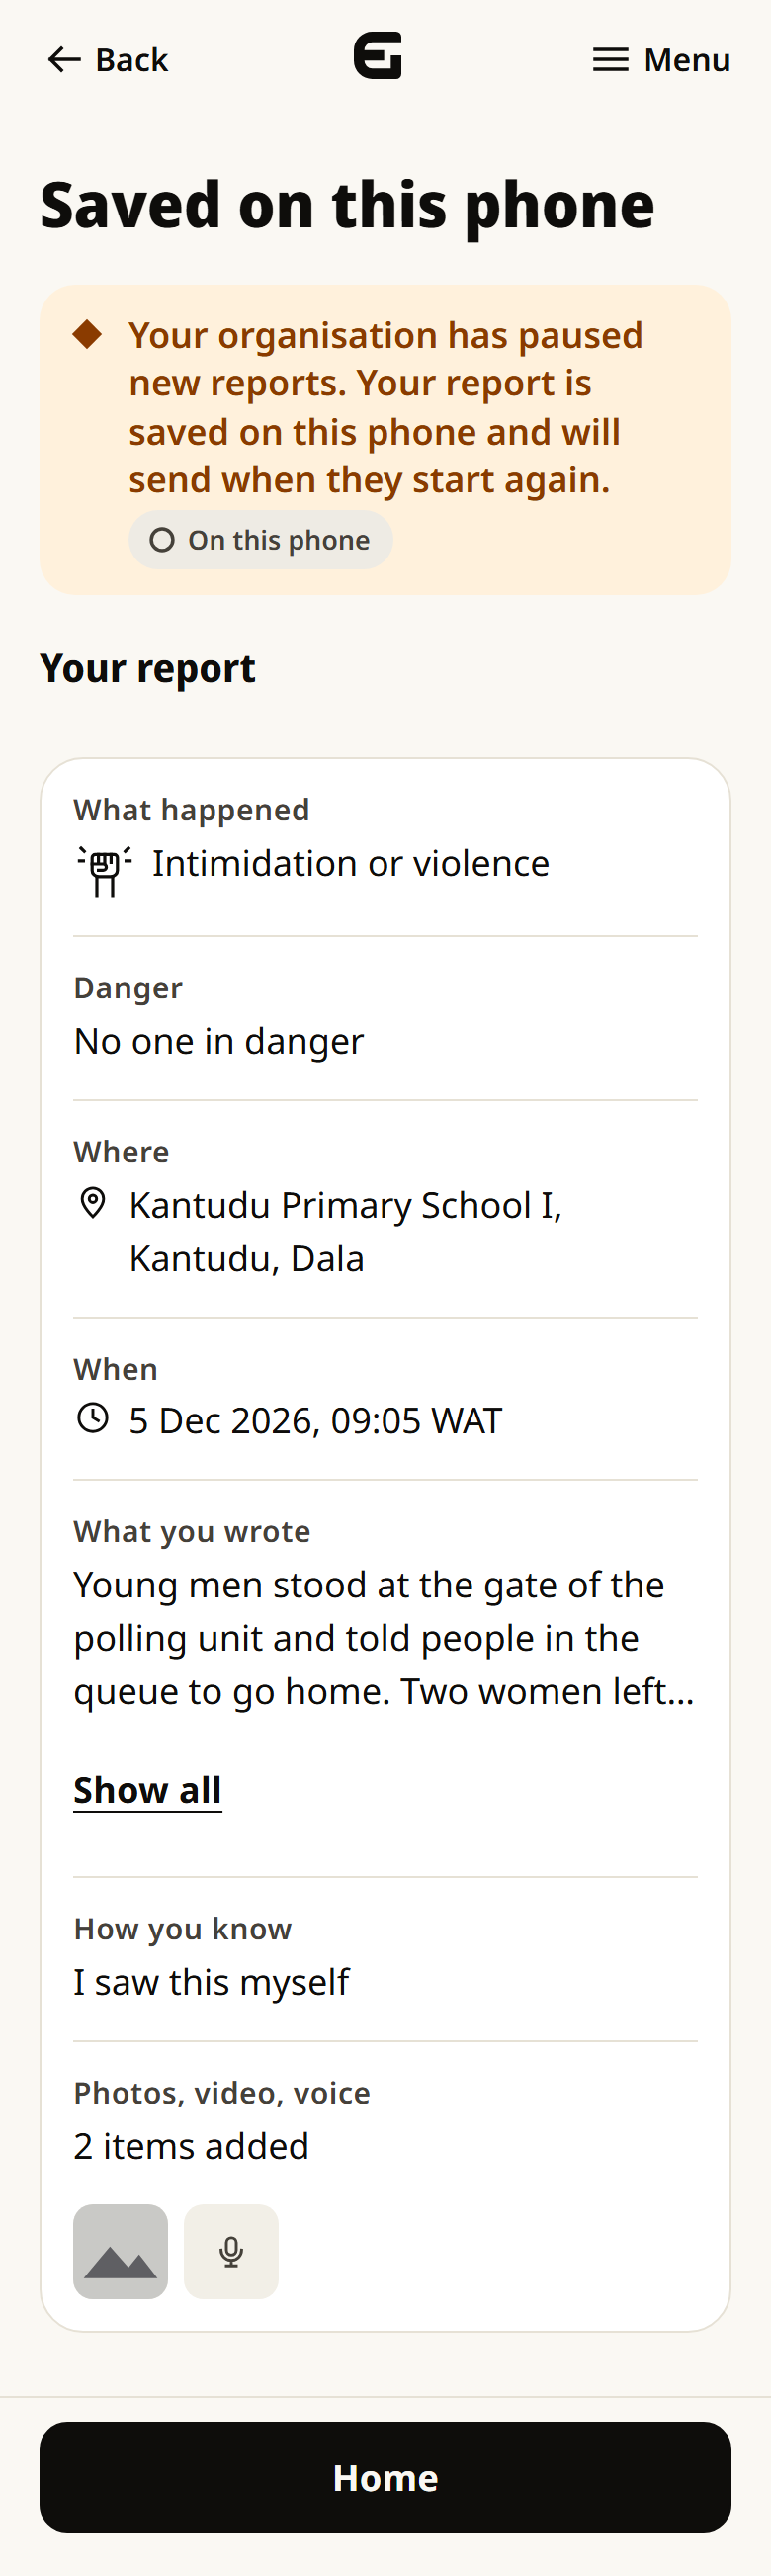 Back
Menu
Saved on this phone
Your organisation has paused
new reports. Your report is
saved on this phone and will
send when they start again.
On this phone
Your report
What happened
Intimidation or violence
Danger
No one in danger
Where
Kantudu Primary School I,
Kantudu, Dala
When
5 Dec 2026, 09:05 WAT
What you wrote
Young men stood at the gate of the
polling unit and told people in the
queue to go home. Two women left…
Show all
How you know
I saw this myself
Photos, video, voice
2 items added
Home